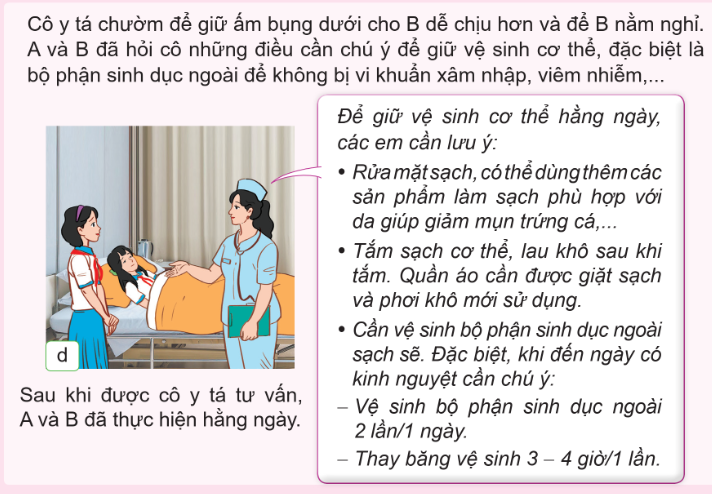 Cô y tá chườm để giữ ấm bụng dưới cho B dễ chịu hơn và để B nằm nghỉ.
A và B đã hỏi cô những điều cần chú ý để giữ vệ sinh cơ thể, đặc biệt là
bộ phận sinh dục ngoài để không bị vi khuẩn xâm nhập, viêm nhiễm,...
Để giữ vệ sinh cơ thể hằng ngày,
các em cần lưu ý:
• Rửa mặt sạch, có thể dùng thêm các
sản phẩm làm sạch phù hợp với
da giúp giảm mụn trứng cá,...
• Tắm sạch cơ thể, lau khô sau khi
tắm. Quần áo cần được giặt sạch
và phơi khô mới sử dụng.
• Cần vệ sinh bộ phận sinh dục ngoài
sạch sẽ. Đặc biệt, khi đến ngày có
kinh nguyệt cần chú ý:
– Vệ sinh bộ phận sinh dục ngoài
2 lần/1 ngày.
– Thay băng vệ sinh 3 – 4 giờ/1 lần.
d
Sau khi được cô y tá tư vấn,
A và B đã thực hiện hằng ngày.